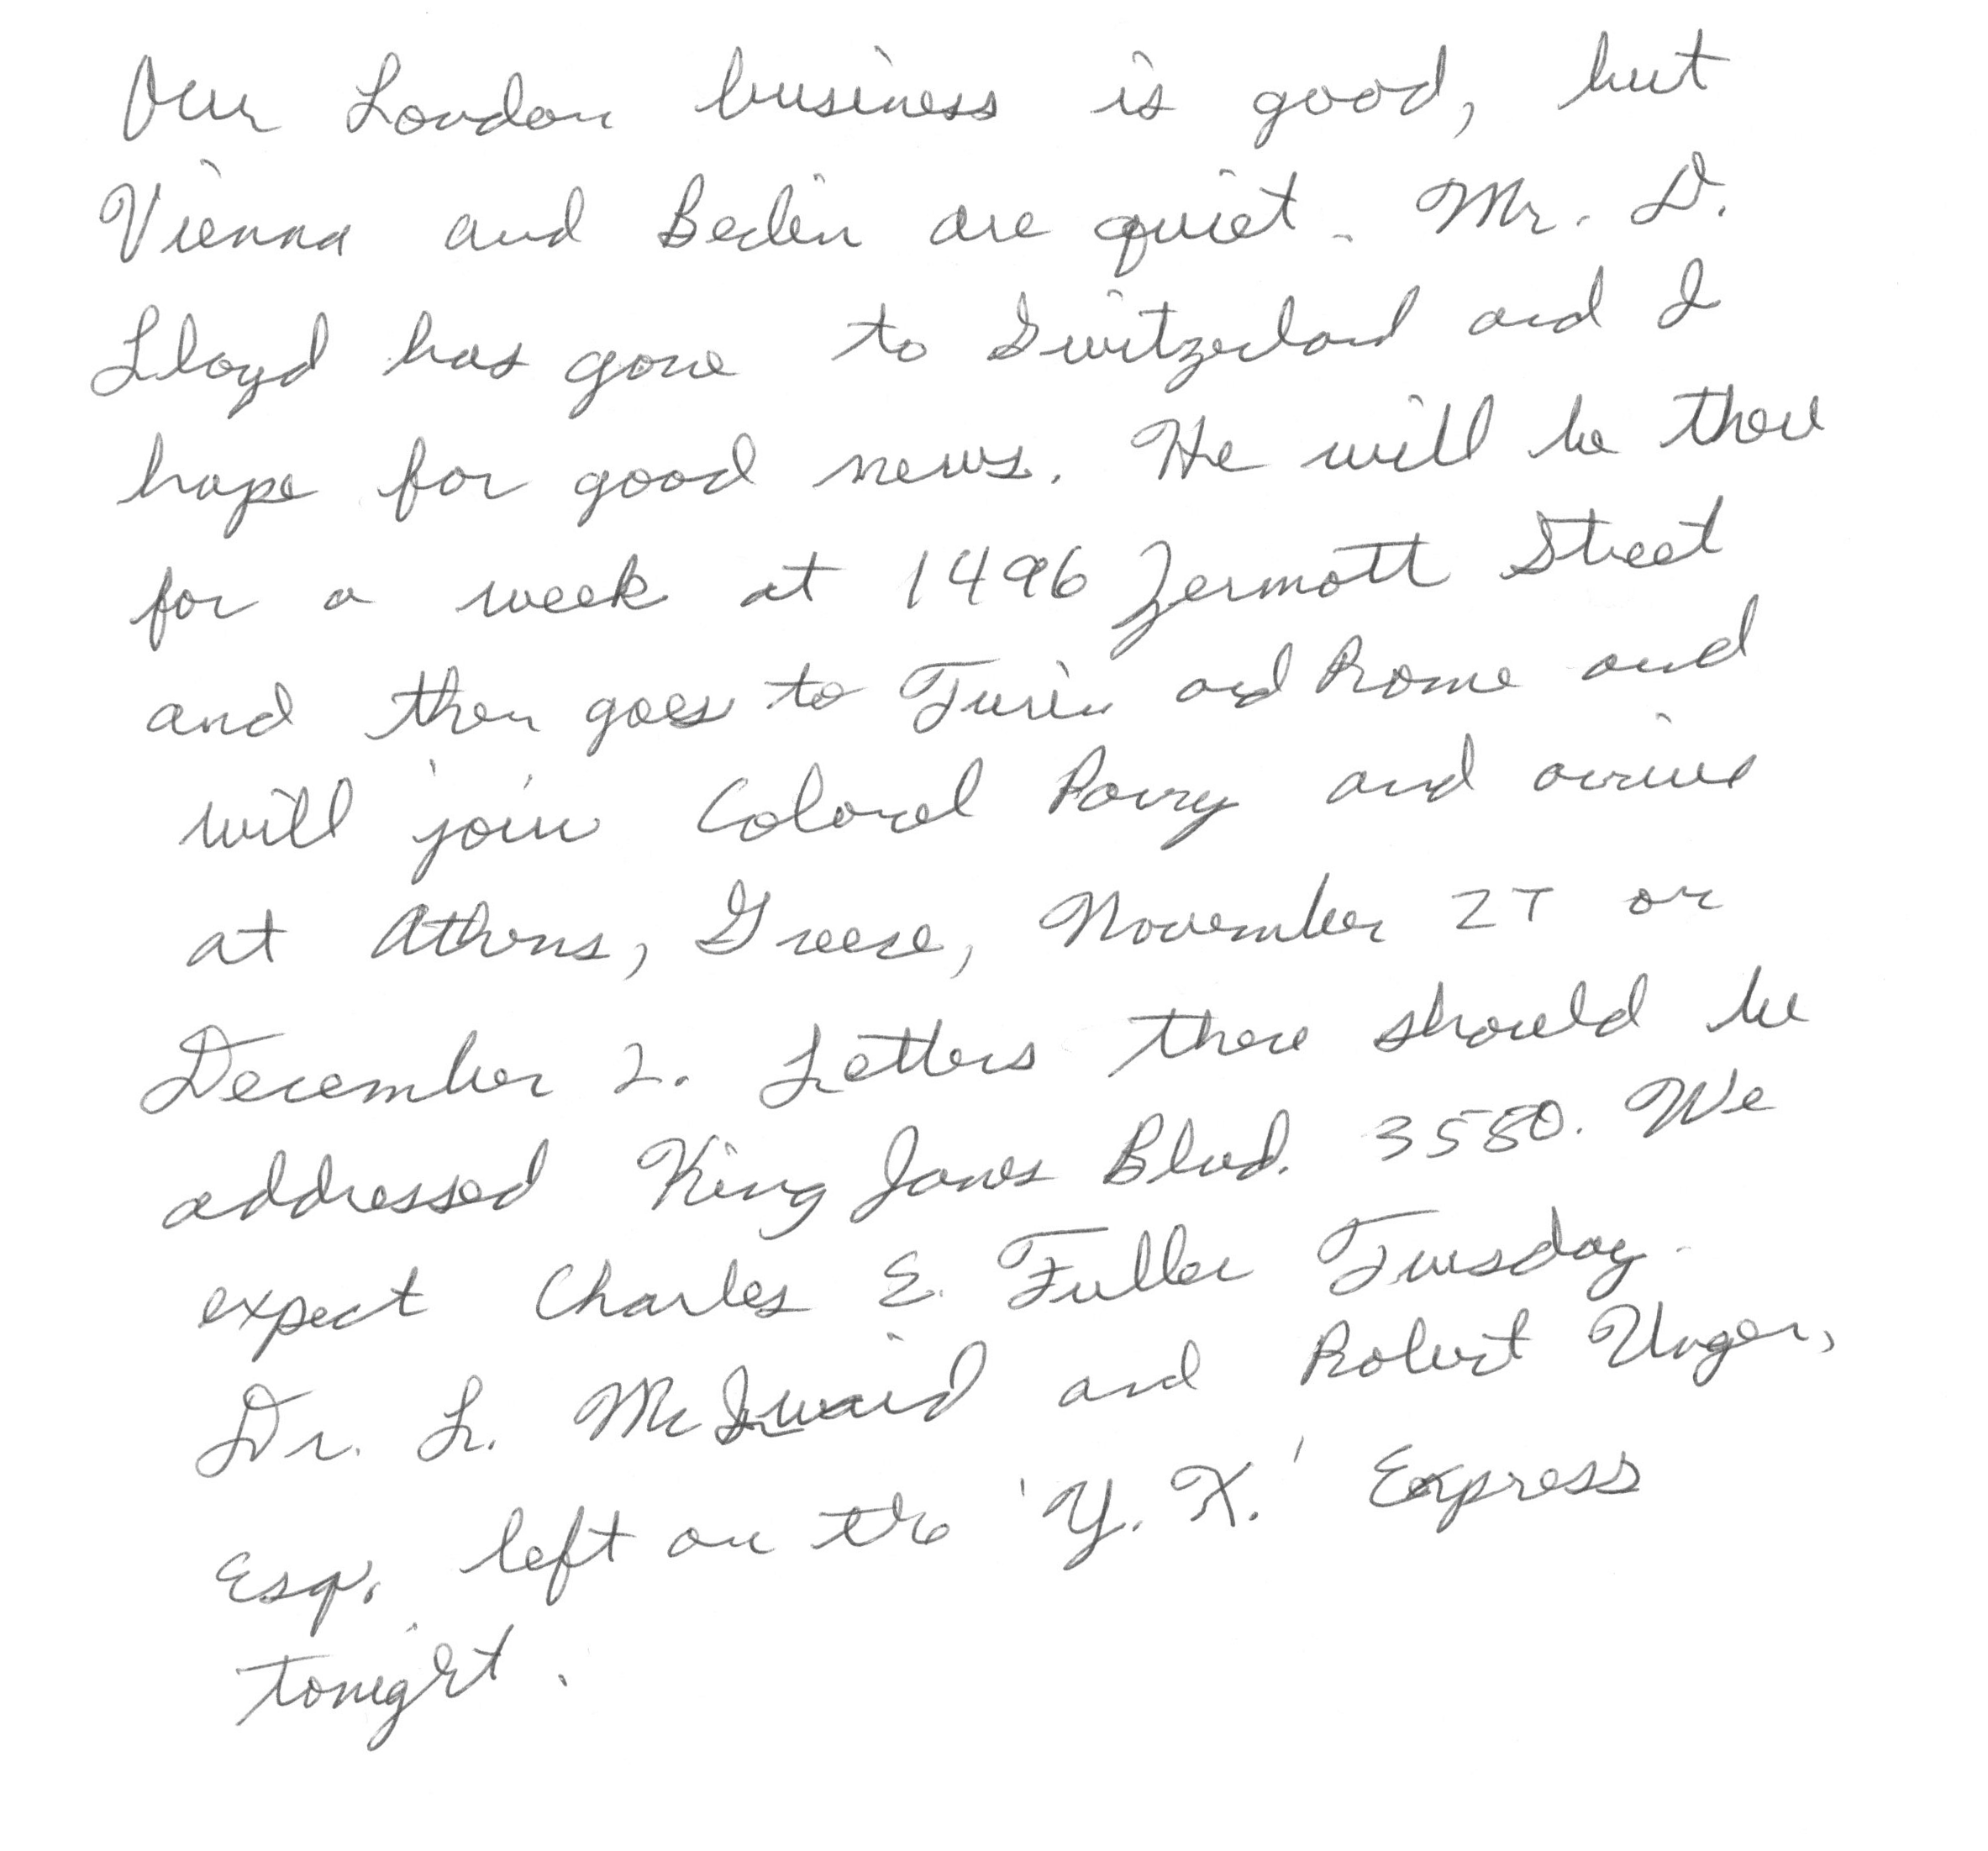 Our London business is good, but
Vienna and Berlin are quiet. Mr. D.
Lloyd has gone to Switzerland and I
hope for good news. He will be there
for a week at 1496 Zermott Street
and then goes to Turin and Rome and
will join Colonel Parry and arrive
at Athens, Greece, November 27 or
December 2. Letters there should be
addressed King James Blvd. 3580. We
expect Charles E. Fuller Tuesday.
Dr. L. McQuaid and Robert Unger,
Esq. left on the 'Y. X.' Express
tonight.